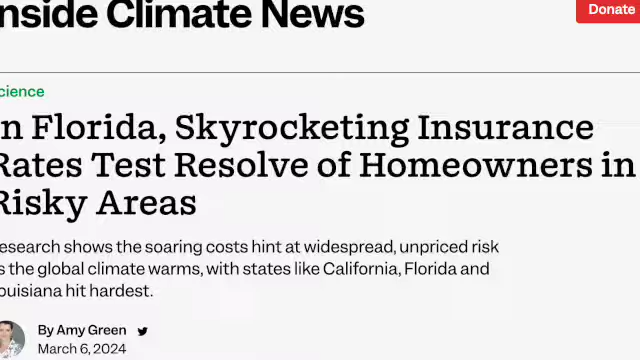 nside Climate News
Donate
cience
n Florida, Skyrocketing Insurance
Rates Test Resolve of Homeowners in
Risky Areas
esearch shows the soaring costs hint at widespread, unpriced risk
s the global climate warms, with states like California, Florida and
ouisiana hit hardest.
By Amy Green
March 6, 2024